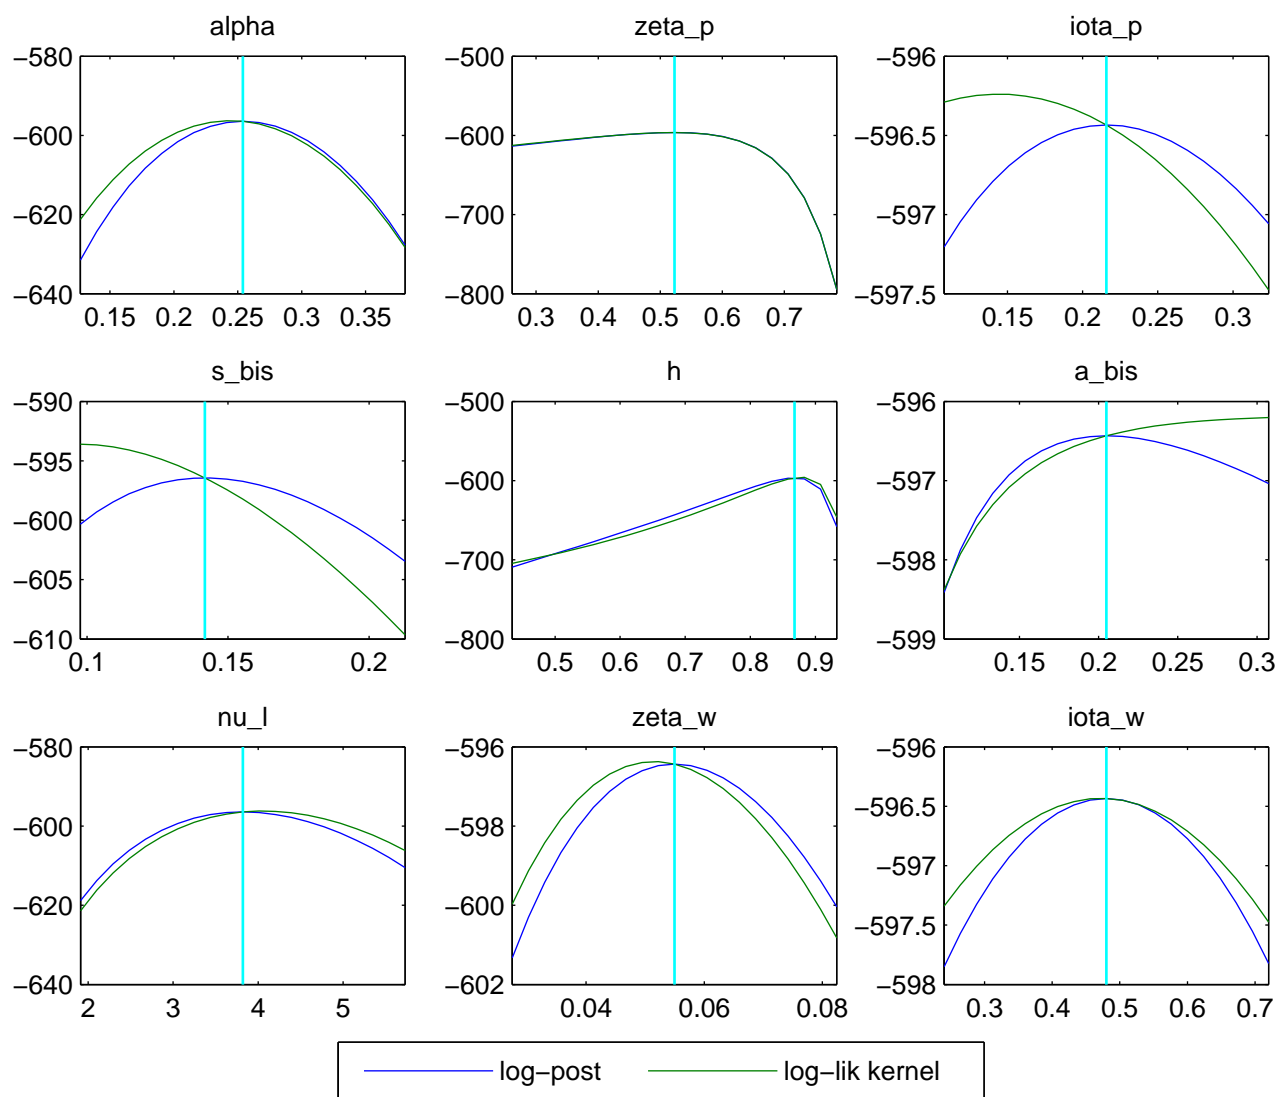 alpha
zeta_p
iota_p
−580
−600
−620
−640
0.15 0.2 0.25 0.3 0.35
−500
−600
−700
−800
0.3 0.4 0.5 0.6 0.7
−596
−596.5
−597
−597.5
0.15 0.2 0.25 0.3
s_bis
h
a_bis
−590
−595
−600
−605
−610
0.1 0.15 0.2
−500
−600
−700
−800
0.5 0.6 0.7 0.8 0.9
−596
−597
−598
−599
0.15 0.2 0.25 0.3
nu_l
zeta_w
iota_w
−580
−600
−620
−640
2 3 4 5
−596
−598
−600
−602
0.04 0.06 0.08
−596
−596.5
−597
−597.5
−598
0.3 0.4 0.5 0.6 0.7
log−post log−lik kernel